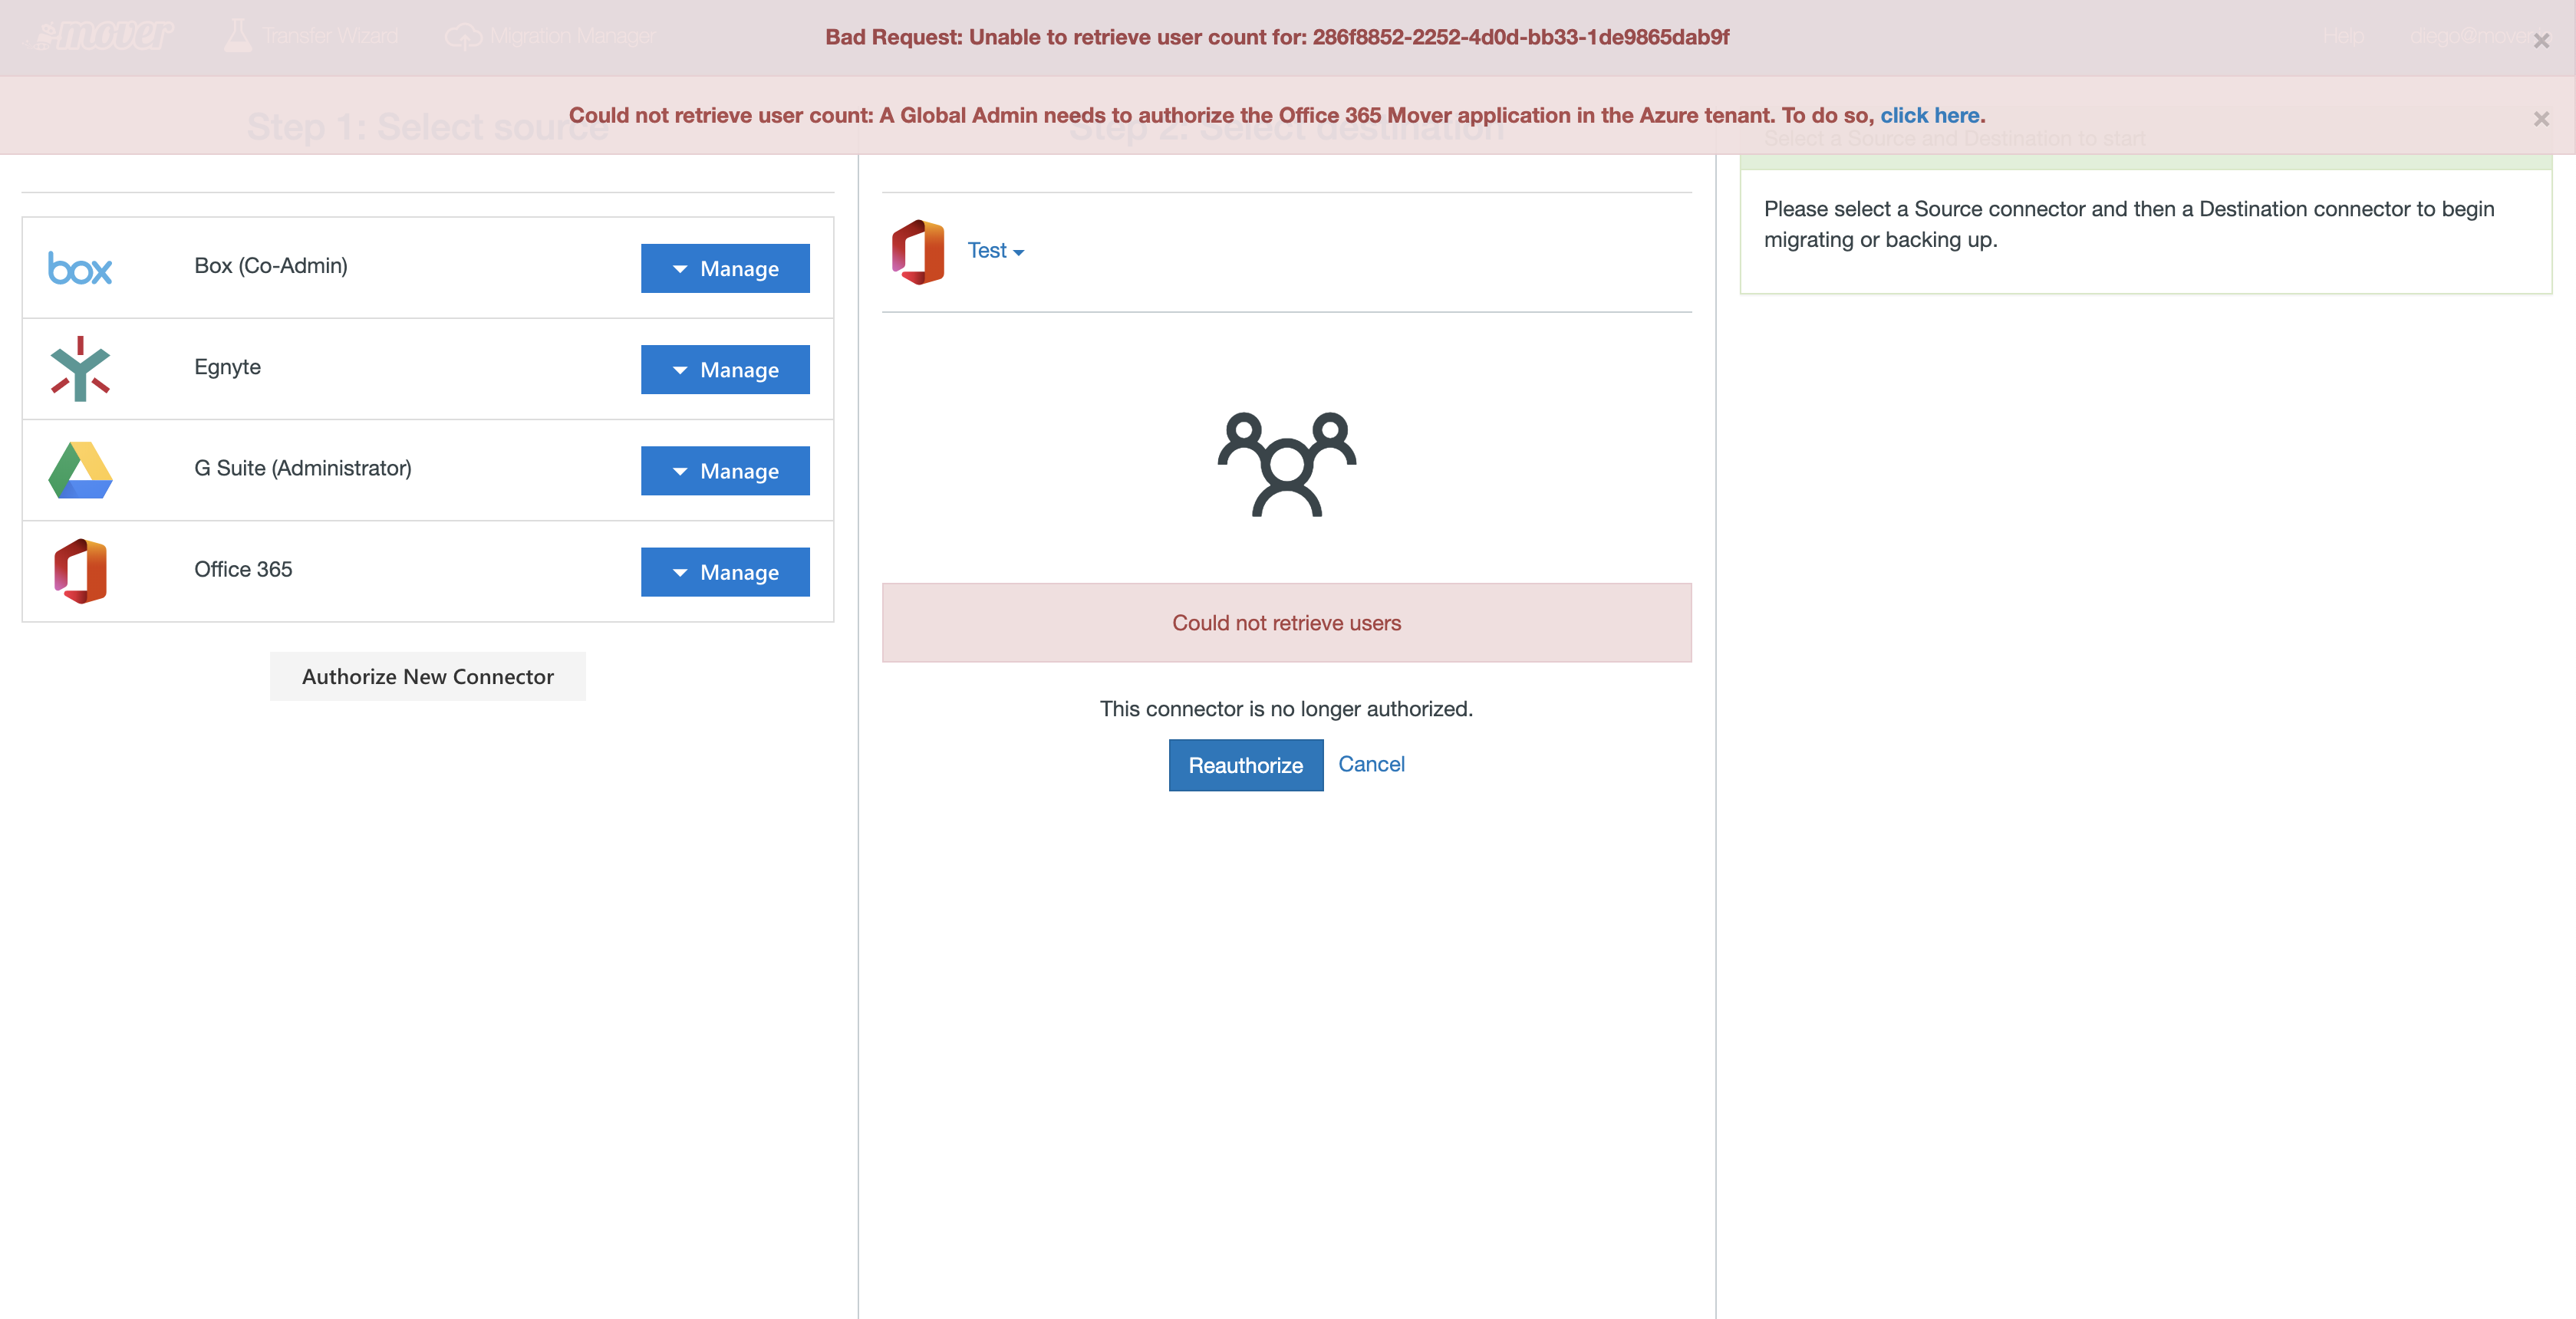 mover
Transfer Wizard
Migration Manager
Bad Request: Unable to retrieve user count for: 286f8852-2252-4d0d-bb33-1de9865dab9f
Help
×
Could not retrieve user count: A Global Admin needs to authorize the Office 365 Mover application in the Azure tenant. To do so, click here.
×
Step 1: Select source
Step 2: Select destination
Select a Source and Destination to start
box
Box (Co-Admin)
Manage
Egnyte
Manage
G Suite (Administrator)
Manage
Office 365
Manage
Authorize New Connector
Test
Could not retrieve users
This connector is no longer authorized.
Reauthorize
Cancel
Please select a Source connector and then a Destination connector to begin
migrating or backing up.